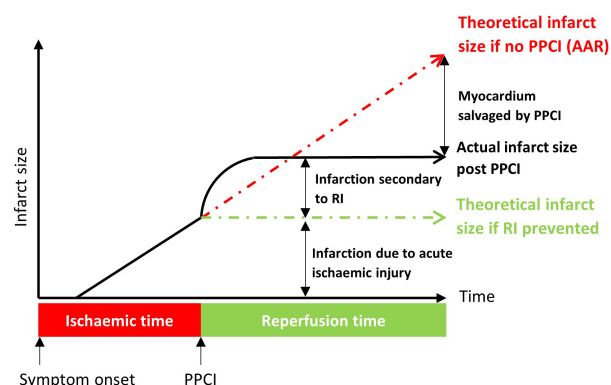 Theoretical infarct
size if no PPCI (AAR)
Myocardium
salvaged by PPCI
Actual infarct size
post PPCI
Infarct size
Infarction secondary
to RI
Theoretical infarct
size if RI prevented
Infarction due to acute
ischaemic injury
Time
Ischaemic time
Reperfusion time
Symptom onset
PPCI